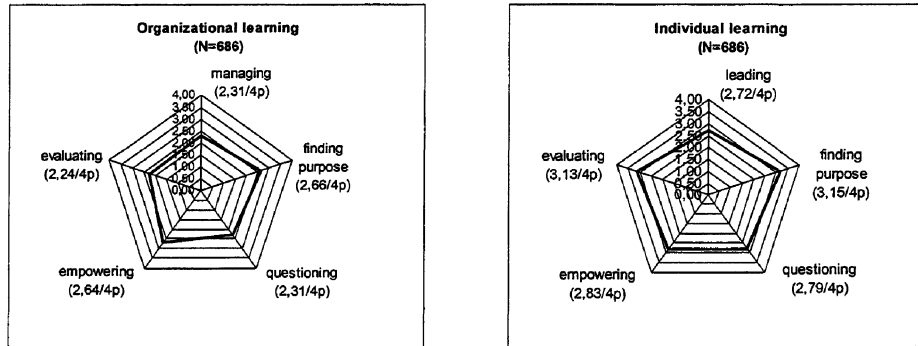 Organizational learning
(N=686)
managing
(2,31/4p)
4,00
3,50
3,00
2,50
2,00
1,50
1,00
0,50
0,00
evaluating
(2,24/4p)
finding
purpose
(2,66/4p)
empowering
(2,64/4p)
questioning
(2,31/4p)
Individual learning
(N=686)
leading
(2,72/4p)
4,00
3,50
3,00
2,50
2,00
1,50
1,00
0,50
0,00
evaluating
(3,13/4p)
finding
purpose
(3,15/4p)
empowering
(2,83/4p)
questioning
(2,79/4p)